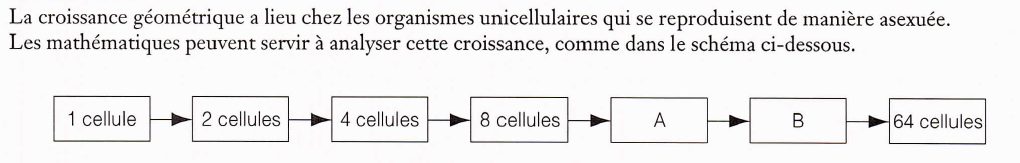 La croissance géométrique a lieu chez les organismes unicellulaires qui se reproduisent de manière asexuée.
Les mathématiques peuvent servir à analyser cette croissance, comme dans le schéma ci-dessous.
1 cellule 2 cellules 4 cellules 8 cellules A B 64 cellules